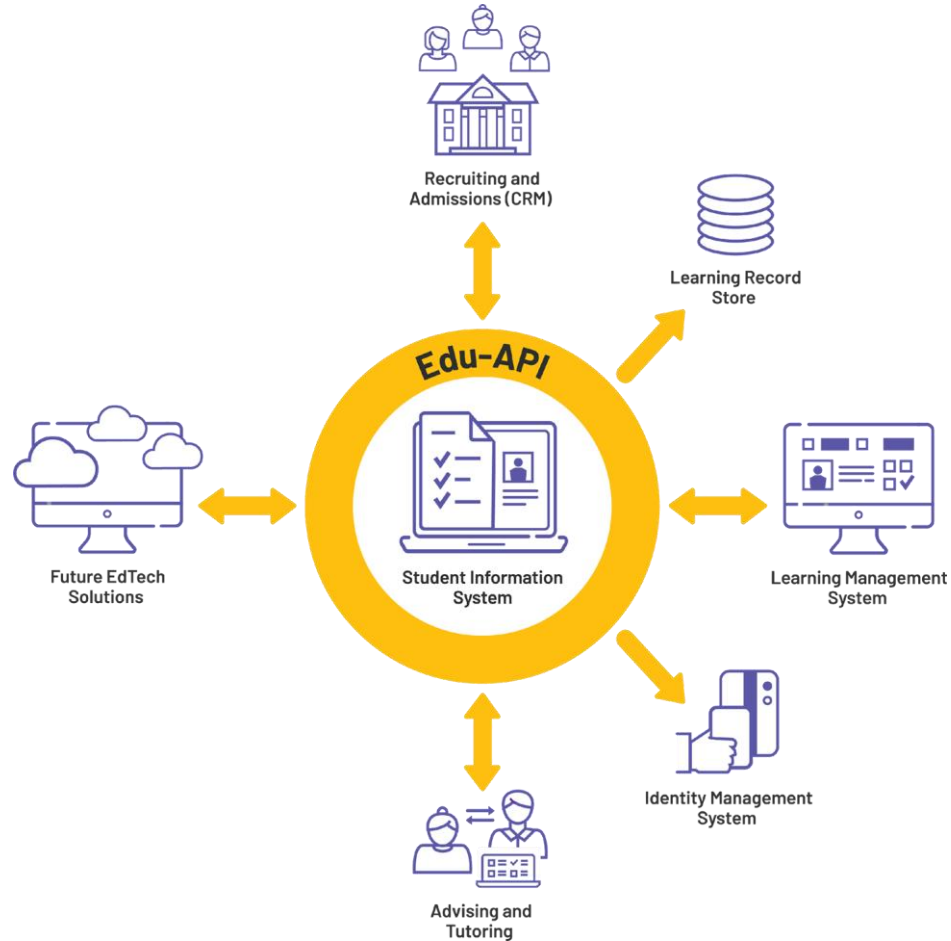 Recruiting and
Admissions (CRM)
Learning Record
Store
Edu-API
Student Information
System
Future EdTech
Solutions
Learning Management
System
Identity Management
System
Advising and
Tutoring